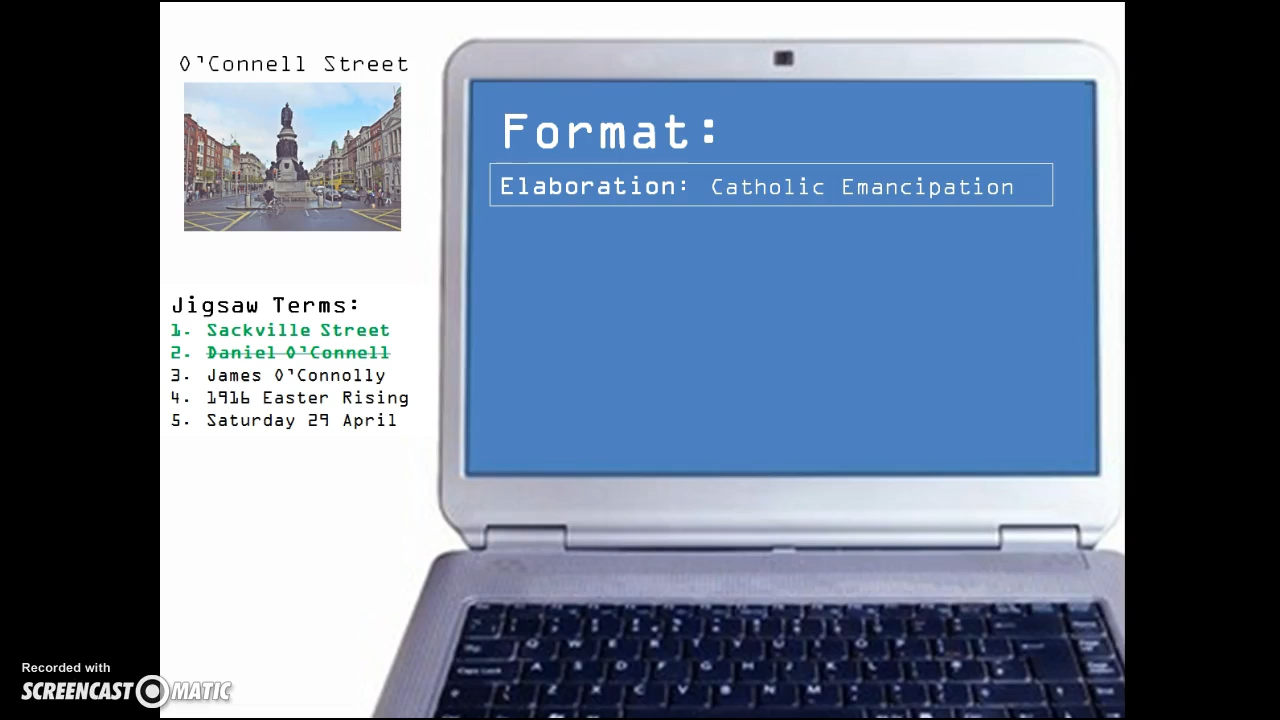 O'Connell Street
Format:
Elaboration: Catholic Emancipation
Jigsaw Terms:
1. Sackville Street
2. Daniel O'Connell
3. James O'Connolly
4. 1916 Easter Rising
5. Saturday 29 April
Recorded with
SCREENCAST O MATIC